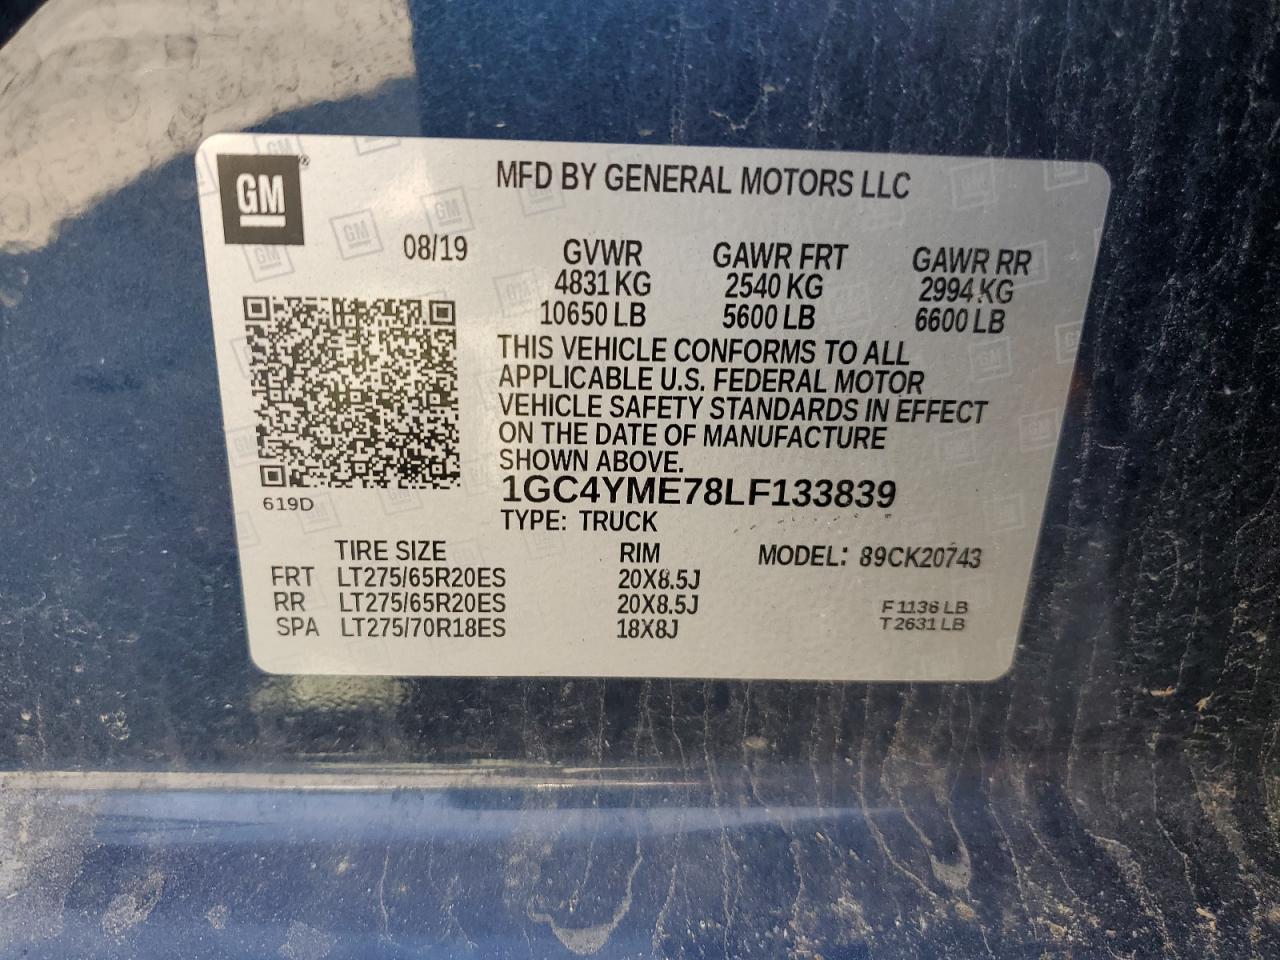 GM®
MFD BY GENERAL MOTORS LLC
08/19
GVWR GAWR FRT GAWR RR
4831 KG 2540 KG 2994 KG
10650 LB 5600 LB 6600 LB
THIS VEHICLE CONFORMS TO ALL
APPLICABLE U.S. FEDERAL MOTOR
VEHICLE SAFETY STANDARDS IN EFFECT
ON THE DATE OF MANUFACTURE
SHOWN ABOVE.
619D
1GC4YME78LF133839
TYPE: TRUCK
TIRE SIZE RIM MODEL: 89CK20743
FRT LT275/65R20ES 20X8.5J
RR LT275/65R20ES 20X8.5J F1136 LB
SPA LT275/70R18ES 18X8J T2631 LB